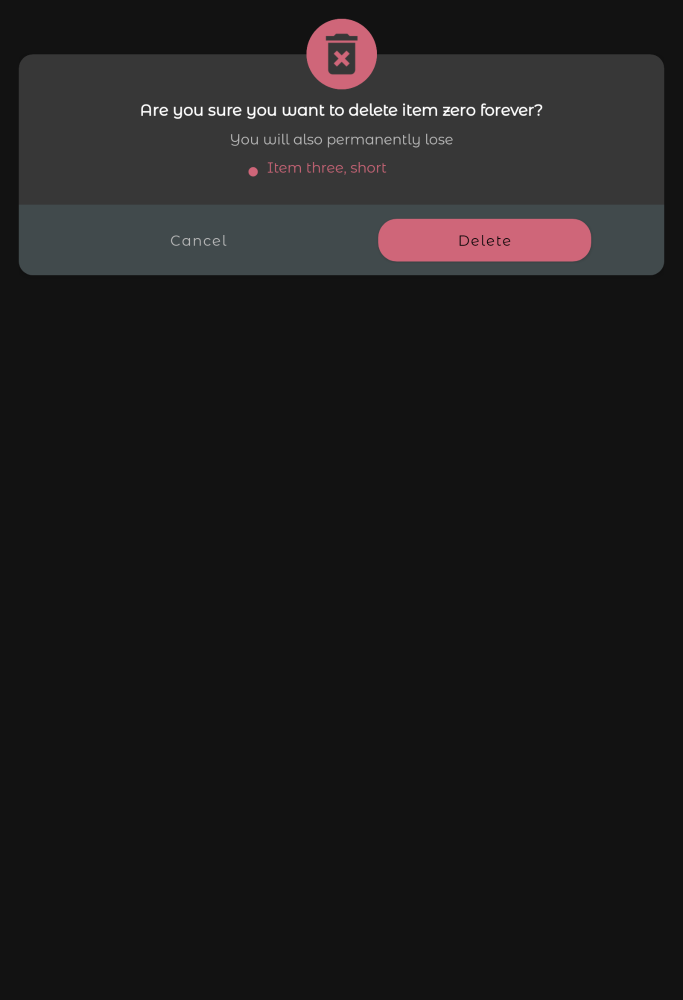 Are you sure you want to delete item zero forever?
You will also permanently lose
Item three, short
Cancel
Delete